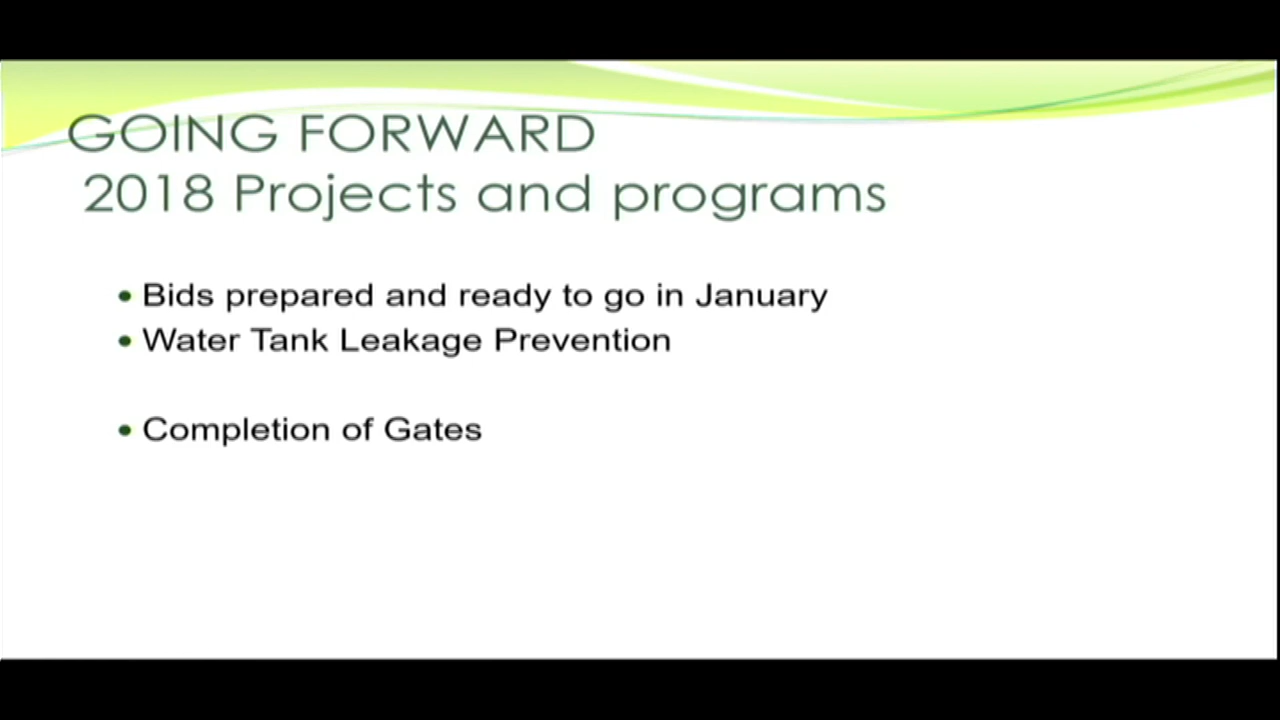 GOING FORWARD
2018 Projects and programs
• Bids prepared and ready to go in January
• Water Tank Leakage Prevention
• Completion of Gates